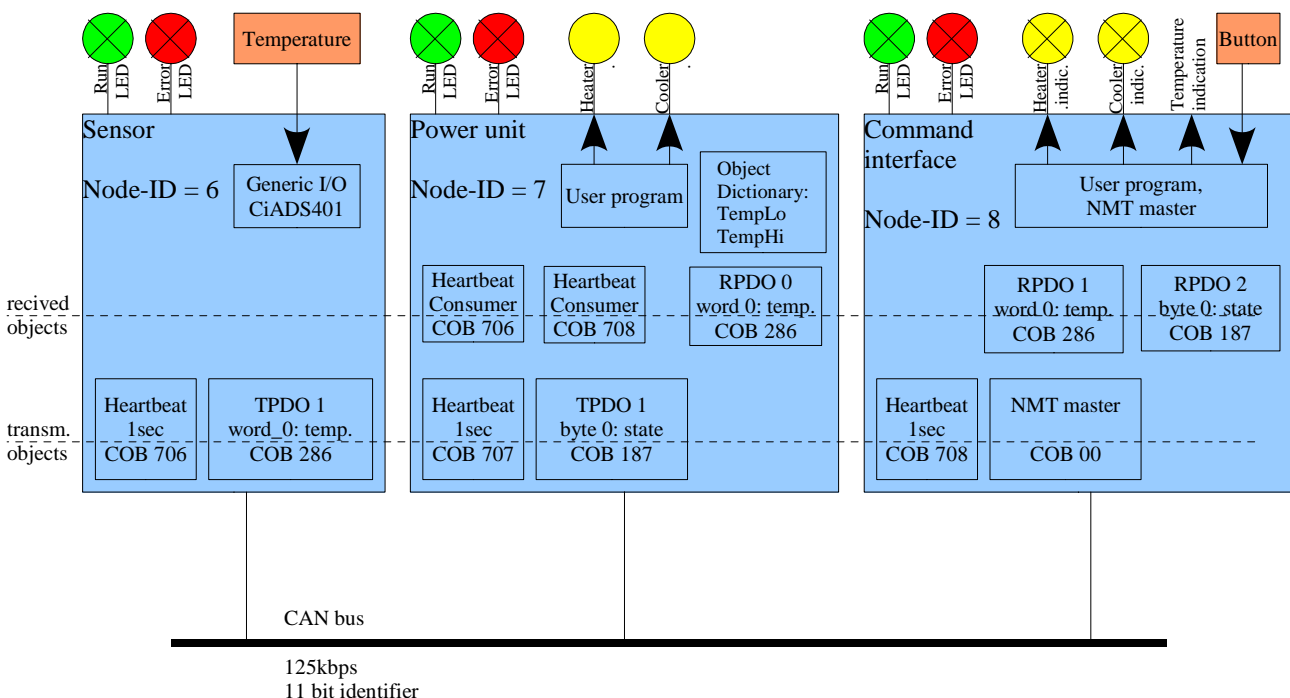 Temperature
Button
Run
LED
Error
LED
Run
LED
Error
LED
Heater
.
Cooler
.
Run
LED
Error
LED
Heater
.indic.
Cooler
indic.
Temperature
indication
Sensor
Node-ID = 6
Generic I/O
CiADS401
Power unit
Node-ID = 7
User program
Object
Dictionary:
TempLo
TempHi
Command
interface
Node-ID = 8
User program,
NMT master
recived
objects
Heartbeat
Consumer
COB 706
Heartbeat
Consumer
COB 708
RPDO 0
word 0: temp.
COB 286
RPDO 1
word 0: temp.
COB 286
RPDO 2
byte 0: state
COB 187
transm.
objects
Heartbeat
1sec
COB 706
TPDO 1
word_0: temp.
COB 286
Heartbeat
1sec
COB 707
TPDO 1
byte 0: state
COB 187
Heartbeat
1sec
COB 708
NMT master
COB 00
CAN bus
125kbps
11 bit identifier